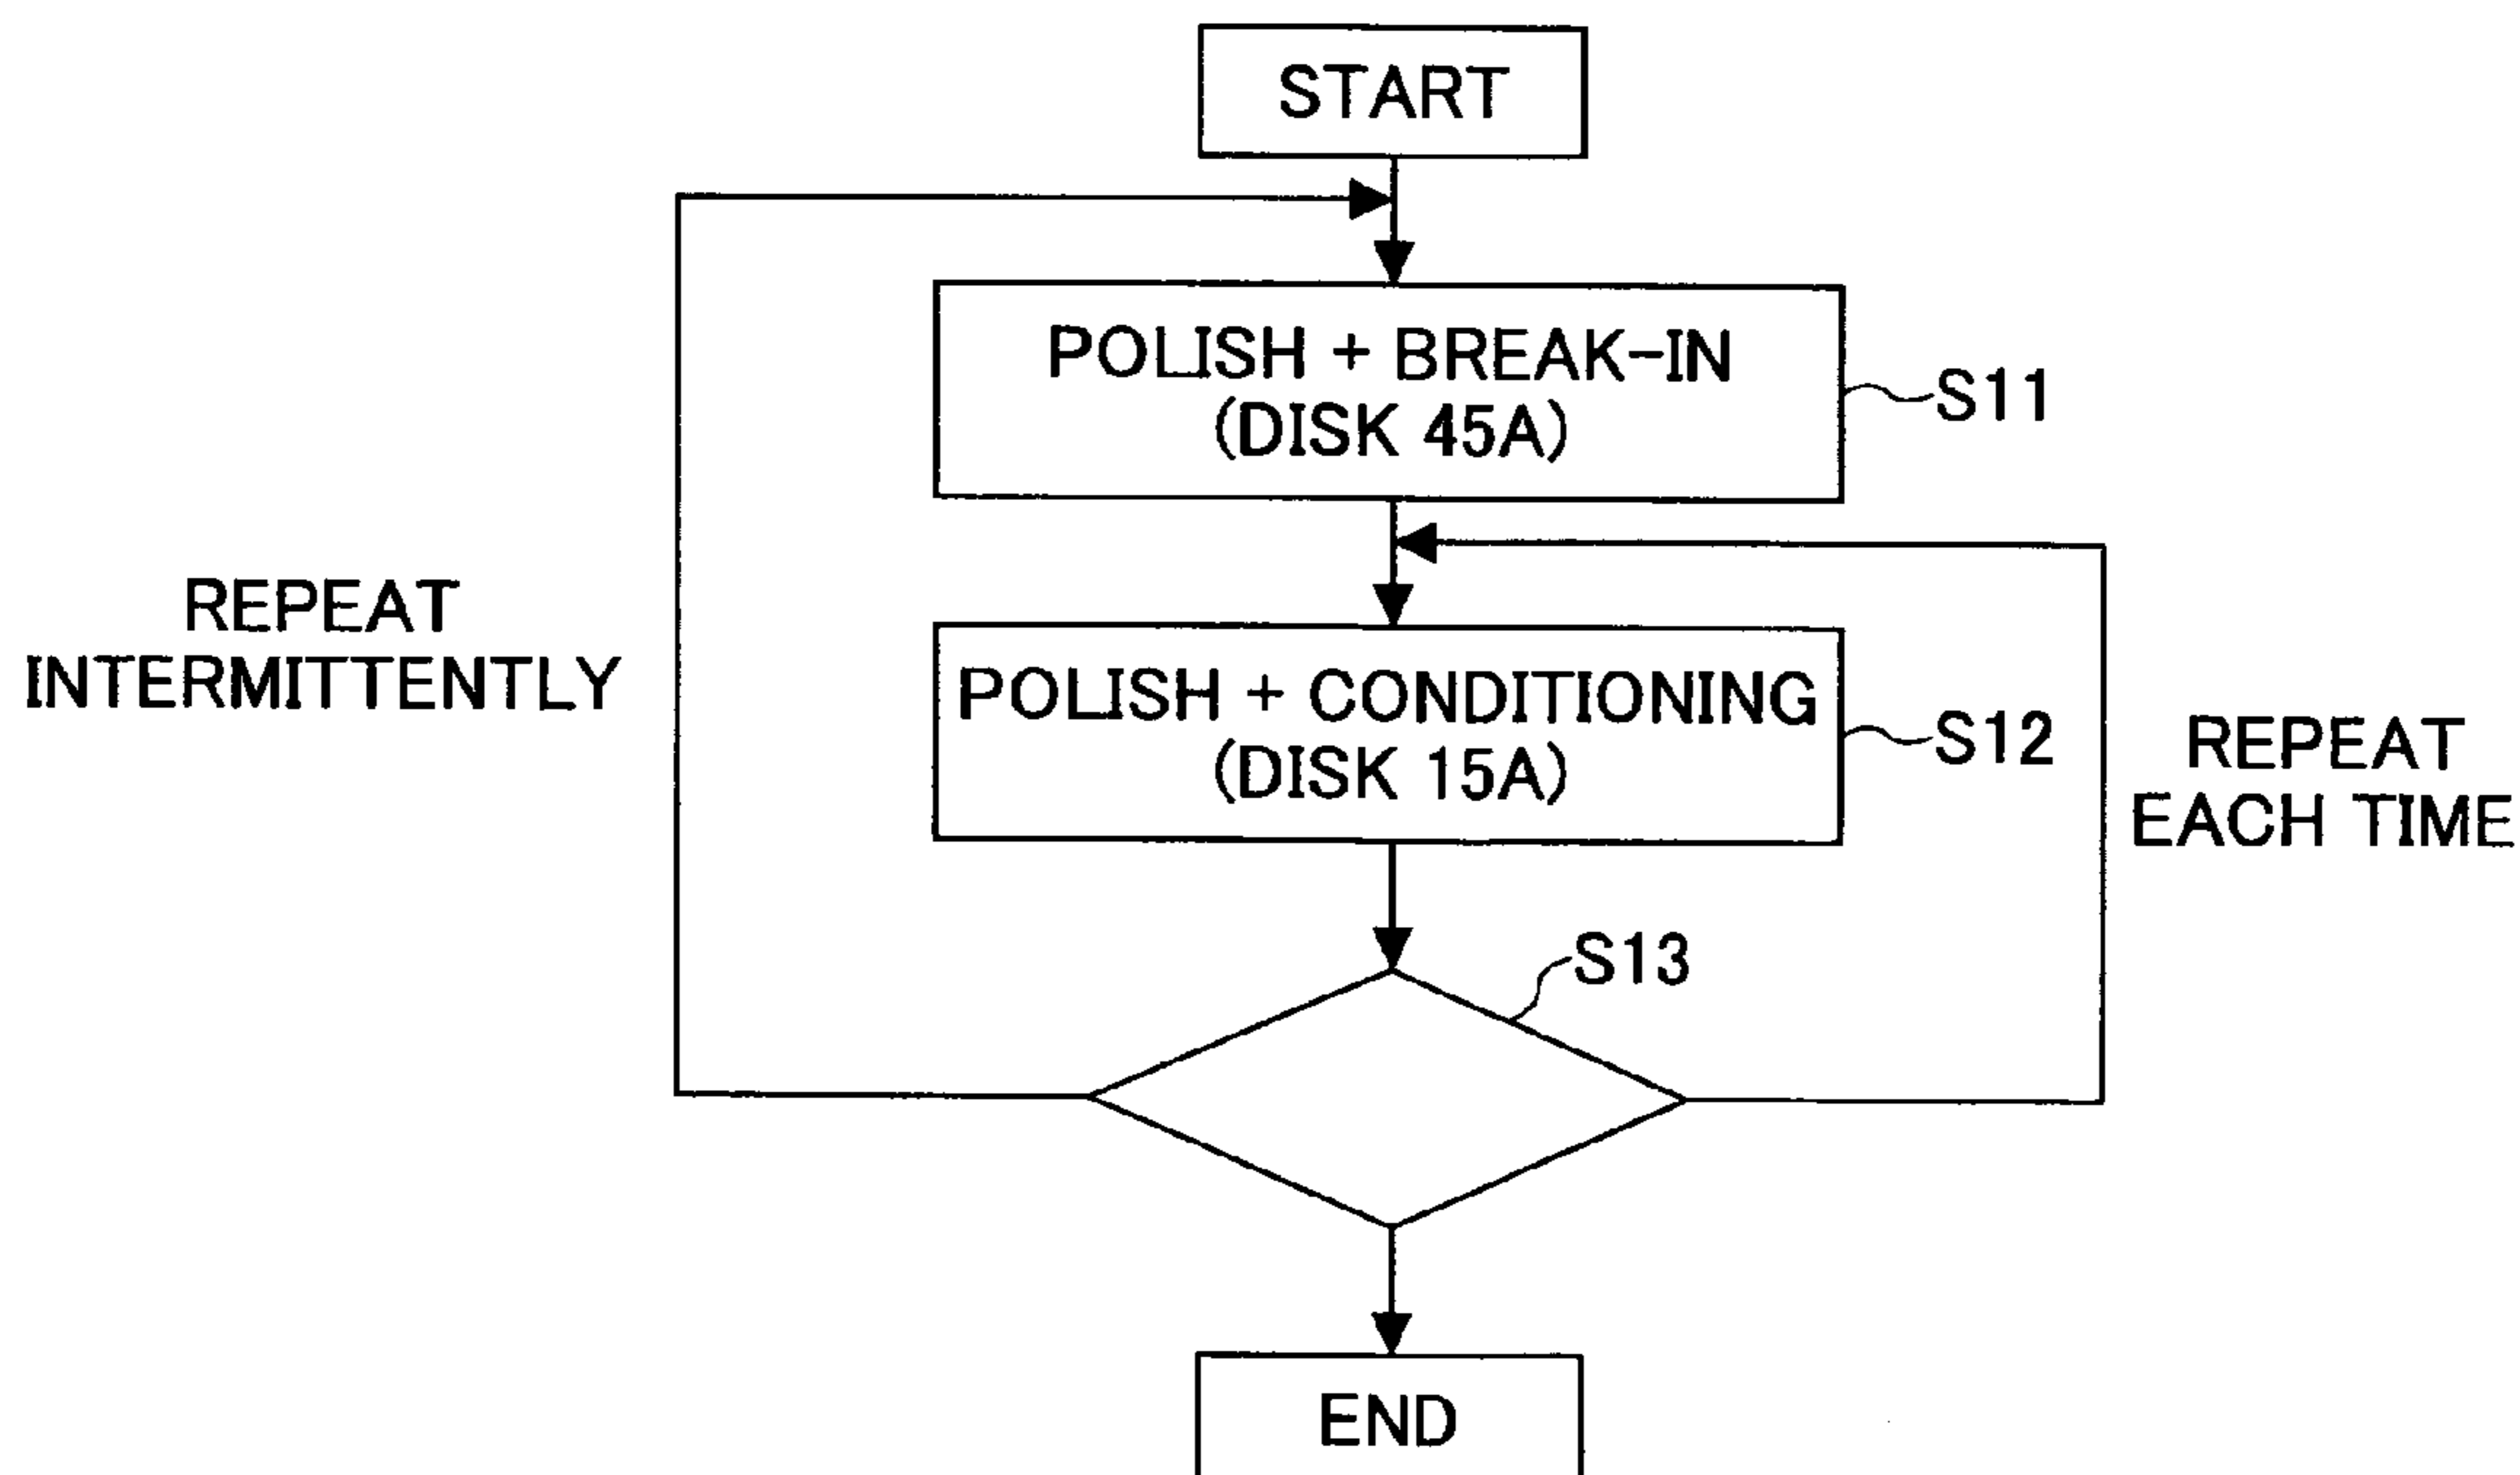 START
POLISH + BREAK-IN
(DISK 45A)
S11
REPEAT
INTERMITTENTLY
POLISH + CONDITIONING
(DISK 15A)
S12
REPEAT
EACH TIME
S13
END